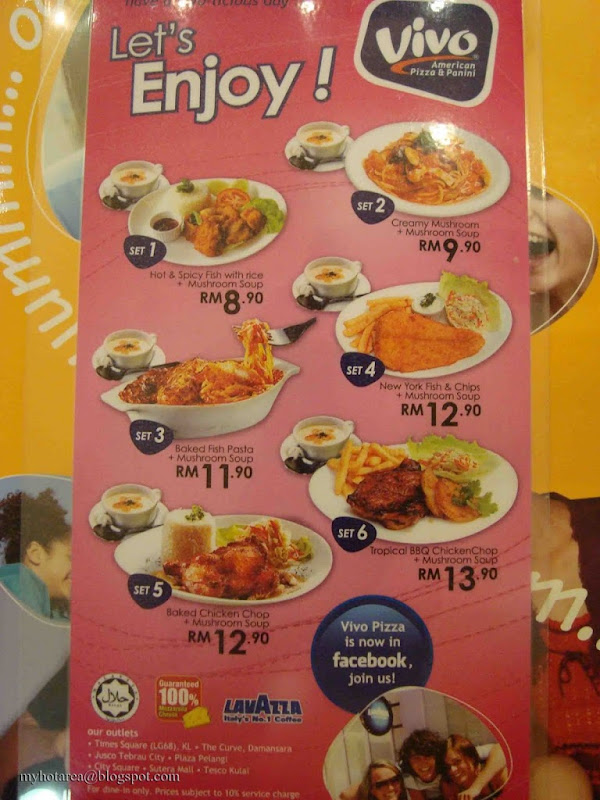 Let's
Enjoy!
Vivo
American
Pizza & Panini
SET 1
Hot & Spicy Fish with rice
+ Mushroom Soup
RM8.90
SET 2
Creamy Mushroom
+ Mushroom Soup
RM9.90
SET 3
Baked Fish Pasta
+ Mushroom Soup
RM11.90
SET 4
New York Fish & Chips
+ Mushroom Soup
RM12.90
SET 5
Baked Chicken Chop
+ Mushroom Soup
RM12.90
SET 6
Tropical BBQ ChickenChop
+ Mushroom Soup
RM13.90
Vivo Pizza
is now in
facebook,
join us!
حلال
Guaranteed
100%
Mozzarella
Cheese
LAVAZZA
Italy's No.1 Coffee
our outlets
• Times Square (LG68), KL • The Curve, Damansara
• Jusco Tebrau City • Plaza Pelangi
• City Square • Sutera Mall • Tesco Kulai
For dine-in only. Prices subject to 10% service charge
myhotarea@blogspot.com